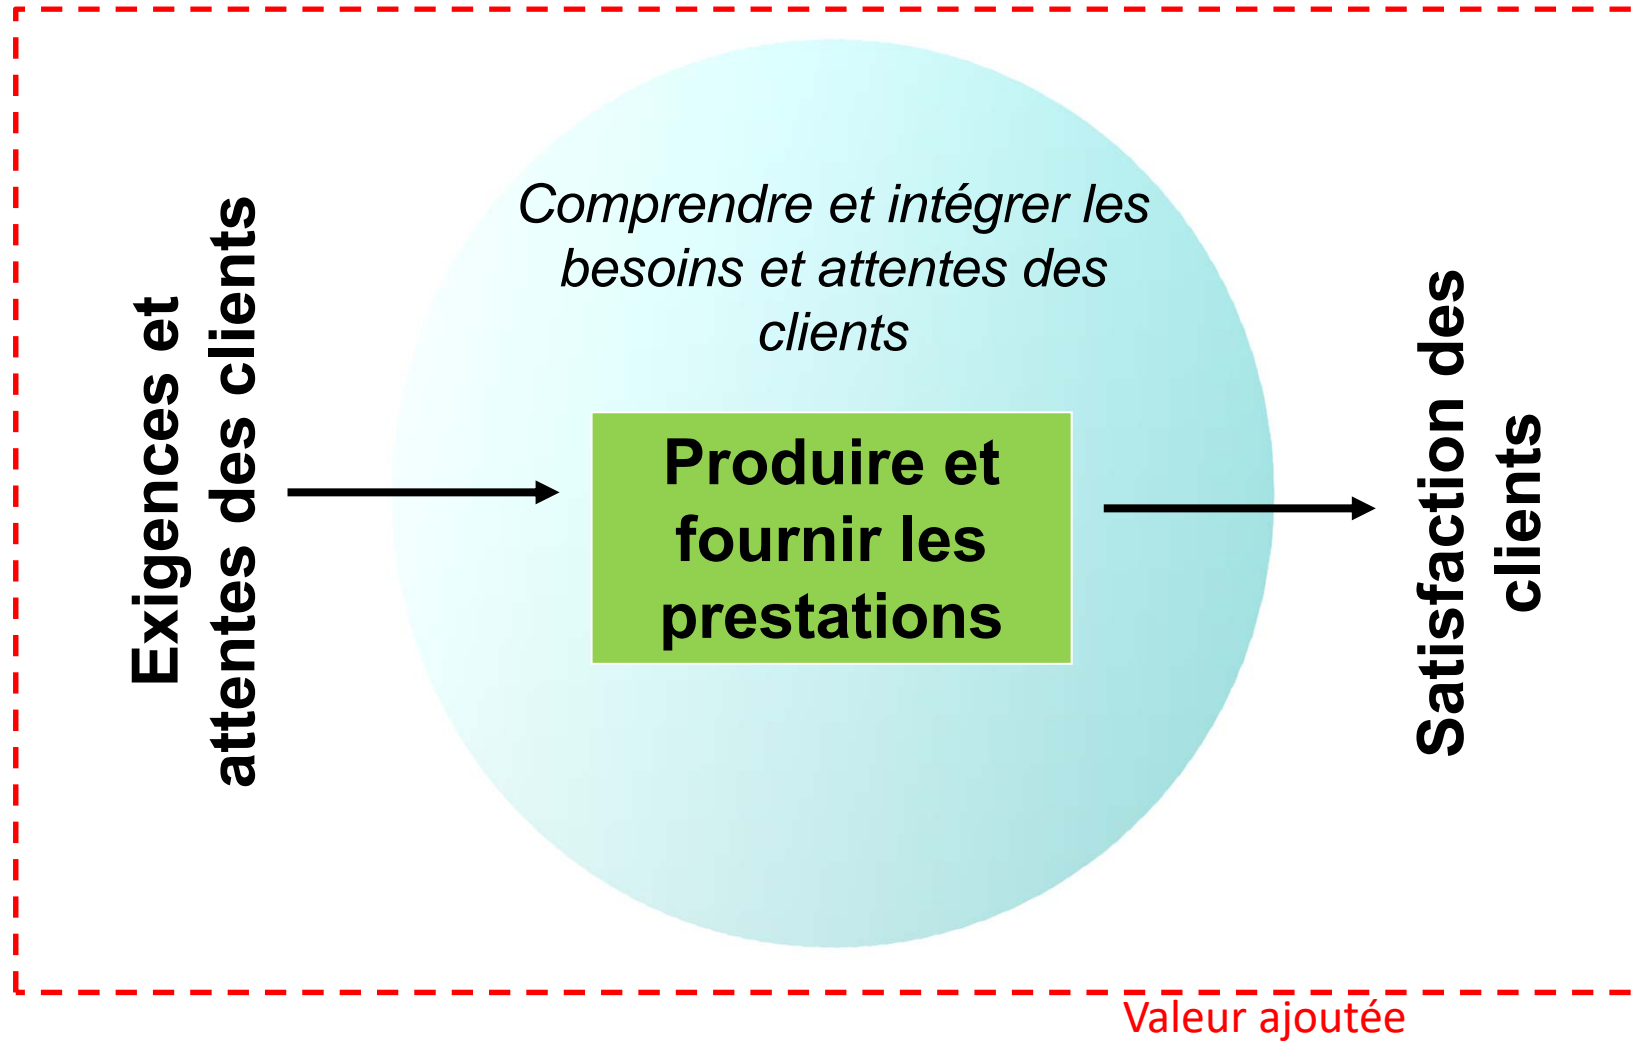 Exigences et
attentes des clients
Comprendre et intégrer les
besoins et attentes des
clients
Produire et
fournir les
prestations
Satisfaction des
clients
Valeur ajoutée